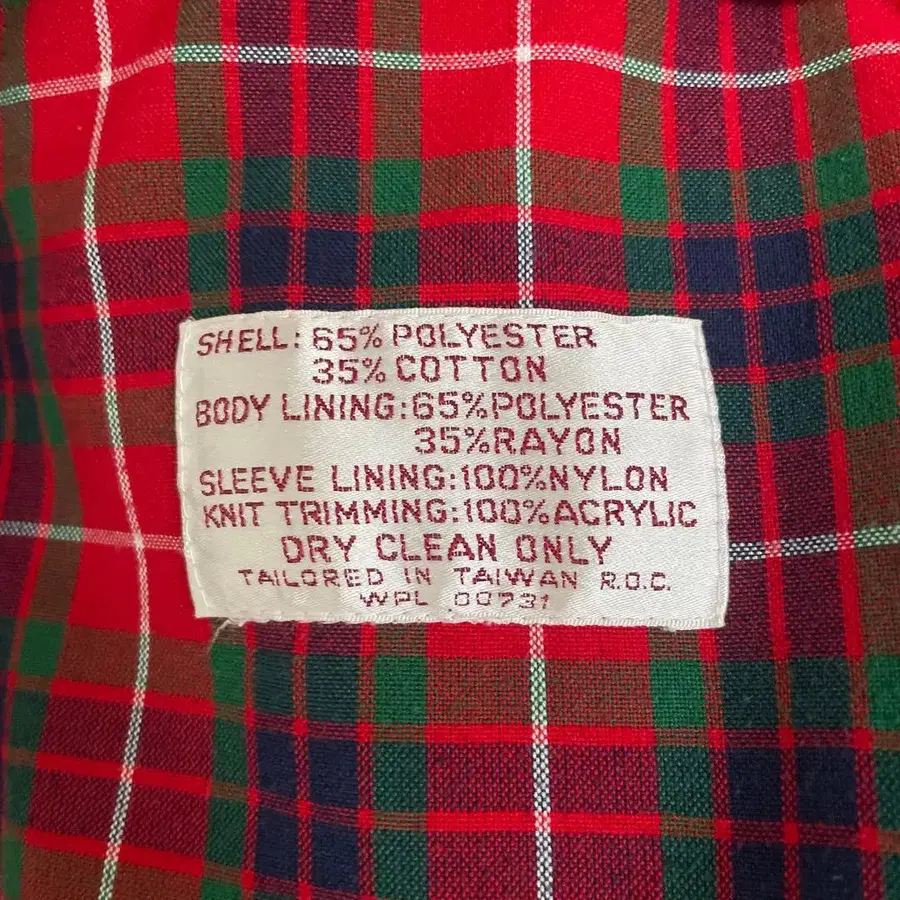 SHELL: 65% POLYESTER
35% COTTON
BODY LINING:65%POLYESTER
35%RAYON
SLEEVE LINING:100%NYLON
KNIT TRIMMING:100%ACRYLIC
DRY CLEAN ONLY
TAILORED IN TAIWAN R.O.C.
WPL 00731